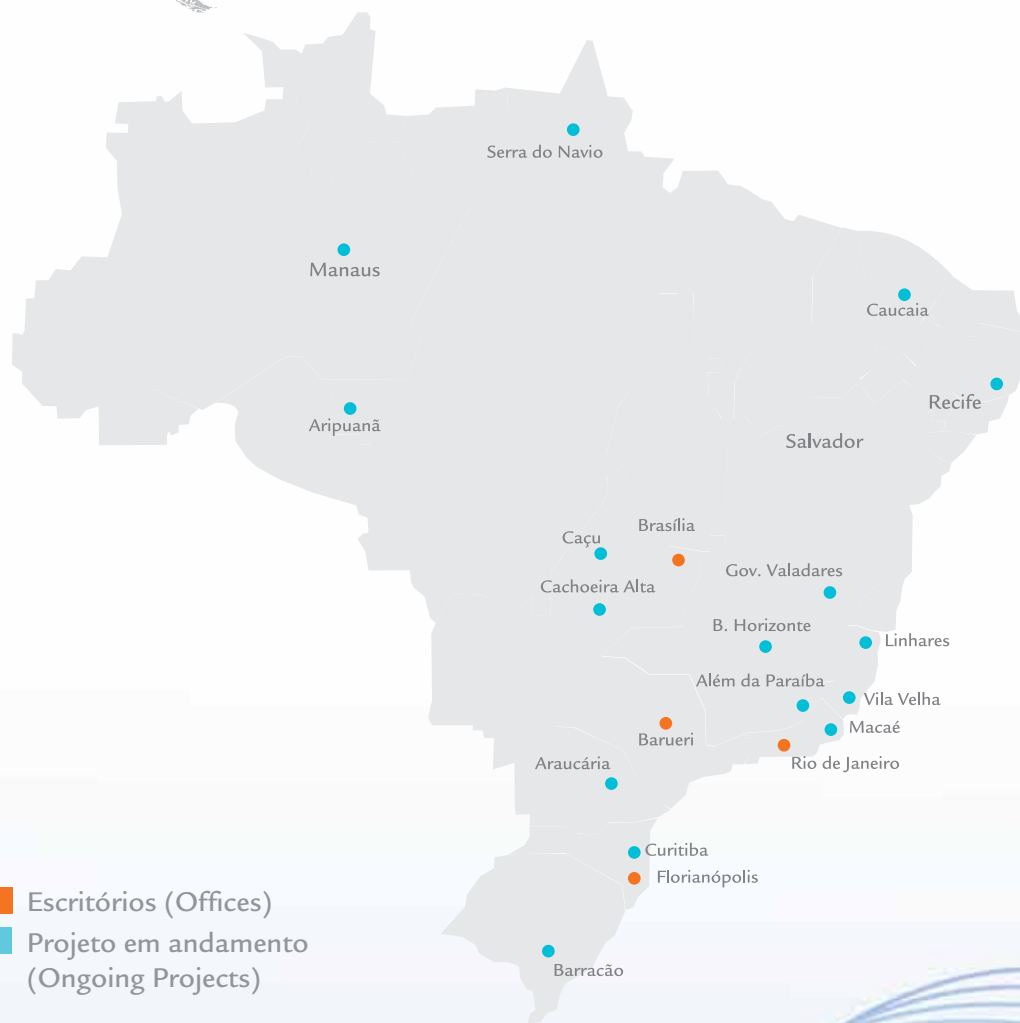 Serra do Navio
Manaus
Caucaia
Recife
Aripuanã
Salvador
Brasília
Caçu
Gov. Valadares
Cachoeira Alta
B. Horizonte
Linhares
Além da Paraíba
Vila Velha
Macaé
Barueri
Rio de Janeiro
Araucária
Curitiba
Florianópolis
Escritórios (Offices)
Projeto em andamento
(Ongoing Projects)
Barracão